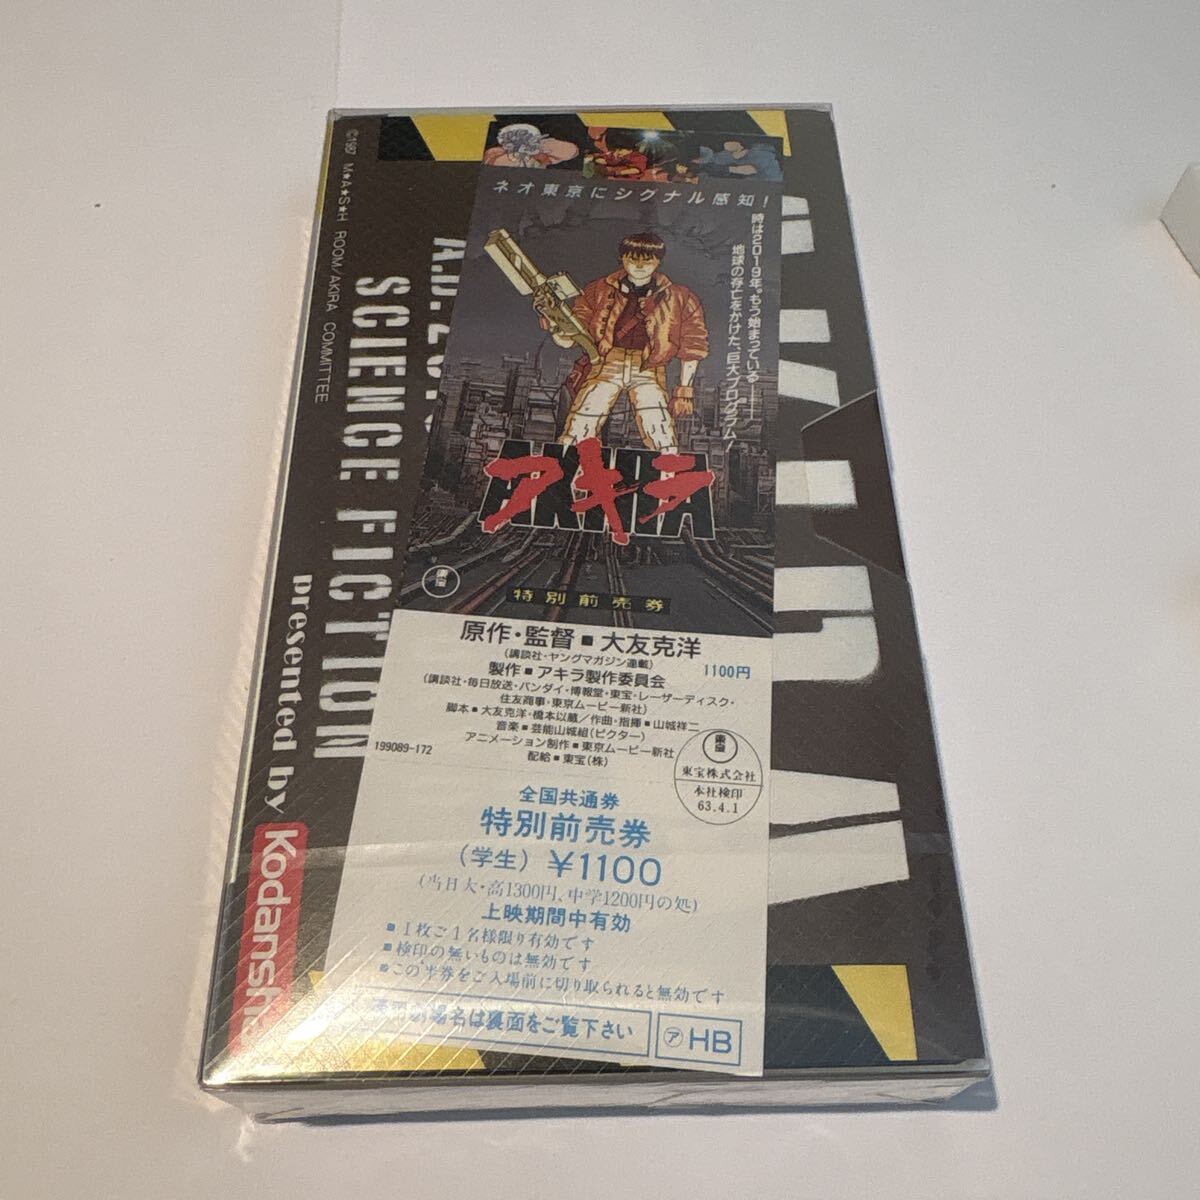 ©1987 M★A★S★H ROOM/AKIRA COMMITTEE
SCIENCE FICTION
presented by
ネオ東京にシグナル感知!
時は2019年。もう始まっている――
地球の存亡をかけた、巨大プログラム!
AKIRA
アキラ
東宝
特別前売券
原作・監督■大友克洋
(講談社・ヤングマガジン連載)
1100円
製作■アキラ製作委員会
(講談社・毎日放送・バンダイ・博報堂・東宝・レーザーディスク・
住友商事・東京ムービー新社)
脚本■大友克洋・橋本以蔵/作曲・指揮■山城祥二
音楽■芸能山城組(ビクター)
アニメーション制作■東京ムービー新社
配給■東宝(株)
199089-172
東宝
東宝株式会社
本社検印
63.4.1
全国共通券
特別前売券
(学生) ¥1100
(当日大・高1300円、中学1200円の処)
上映期間中有効
■1枚ご1名様限り有効です
■検印の無いものは無効です
■この半券をご入場前に切り取られると無効です
劇場名は裏面をご覧下さい
㋐HB